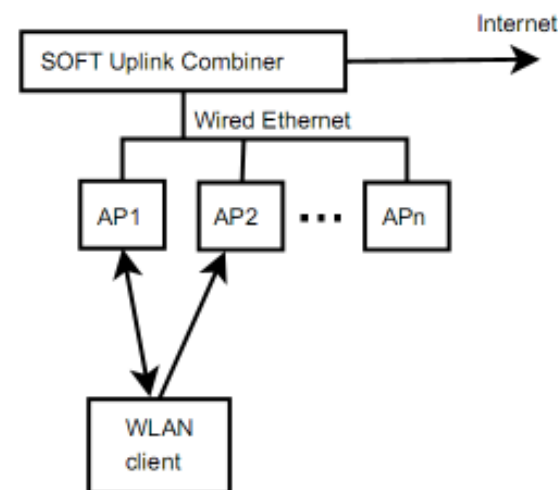 Internet
SOFT Uplink Combiner
Wired Ethernet
AP1
AP2
...
APn
WLAN
client